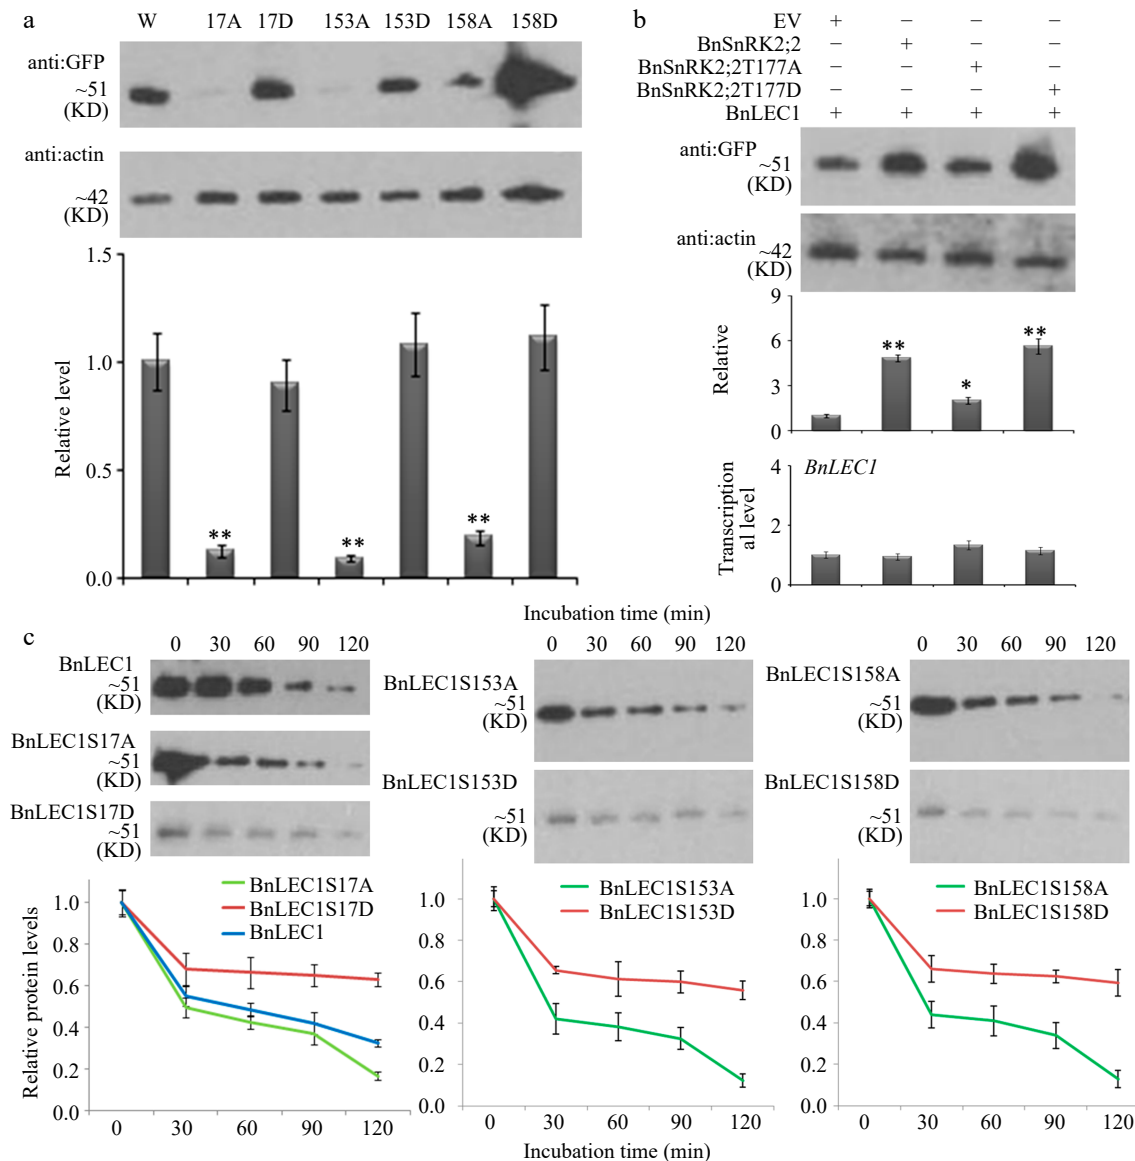 a
W 17A 17D 153A 153D 158A 158D
anti:GFP
~51
(KD)
anti:actin
~42
(KD)
Relative level
1.5
1.0
0.5
0.0
** ** **
b
EV + − − −
BnSnRK2;2 − + − −
BnSnRK2;2T177A − − + −
BnSnRK2;2T177D − − − +
BnLEC1 + + + +
anti:GFP
~51
(KD)
anti:actin
~42
(KD)
Relative
9
6
3
0
** * **
Transcription
al level
BnLEC1
4
2
0
c
Incubation time (min)
0 30 60 90 120
BnLEC1
~51
(KD)
BnLEC1S17A
~51
(KD)
BnLEC1S17D
~51
(KD)
0 30 60 90 120
BnLEC1S153A
~51
(KD)
BnLEC1S153D
~51
(KD)
0 30 60 90 120
BnLEC1S158A
~51
(KD)
BnLEC1S158D
~51
(KD)
Relative protein levels
BnLEC1S17A
BnLEC1S17D
BnLEC1
1.0
0.8
0.6
0.4
0.2
0.0
0 30 60 90 120
BnLEC1S153A
BnLEC1S153D
1.0
0.8
0.6
0.4
0.2
0.0
0 30 60 90 120
BnLEC1S158A
BnLEC1S158D
1.0
0.8
0.6
0.4
0.2
0.0
0 30 60 90 120
Incubation time (min)